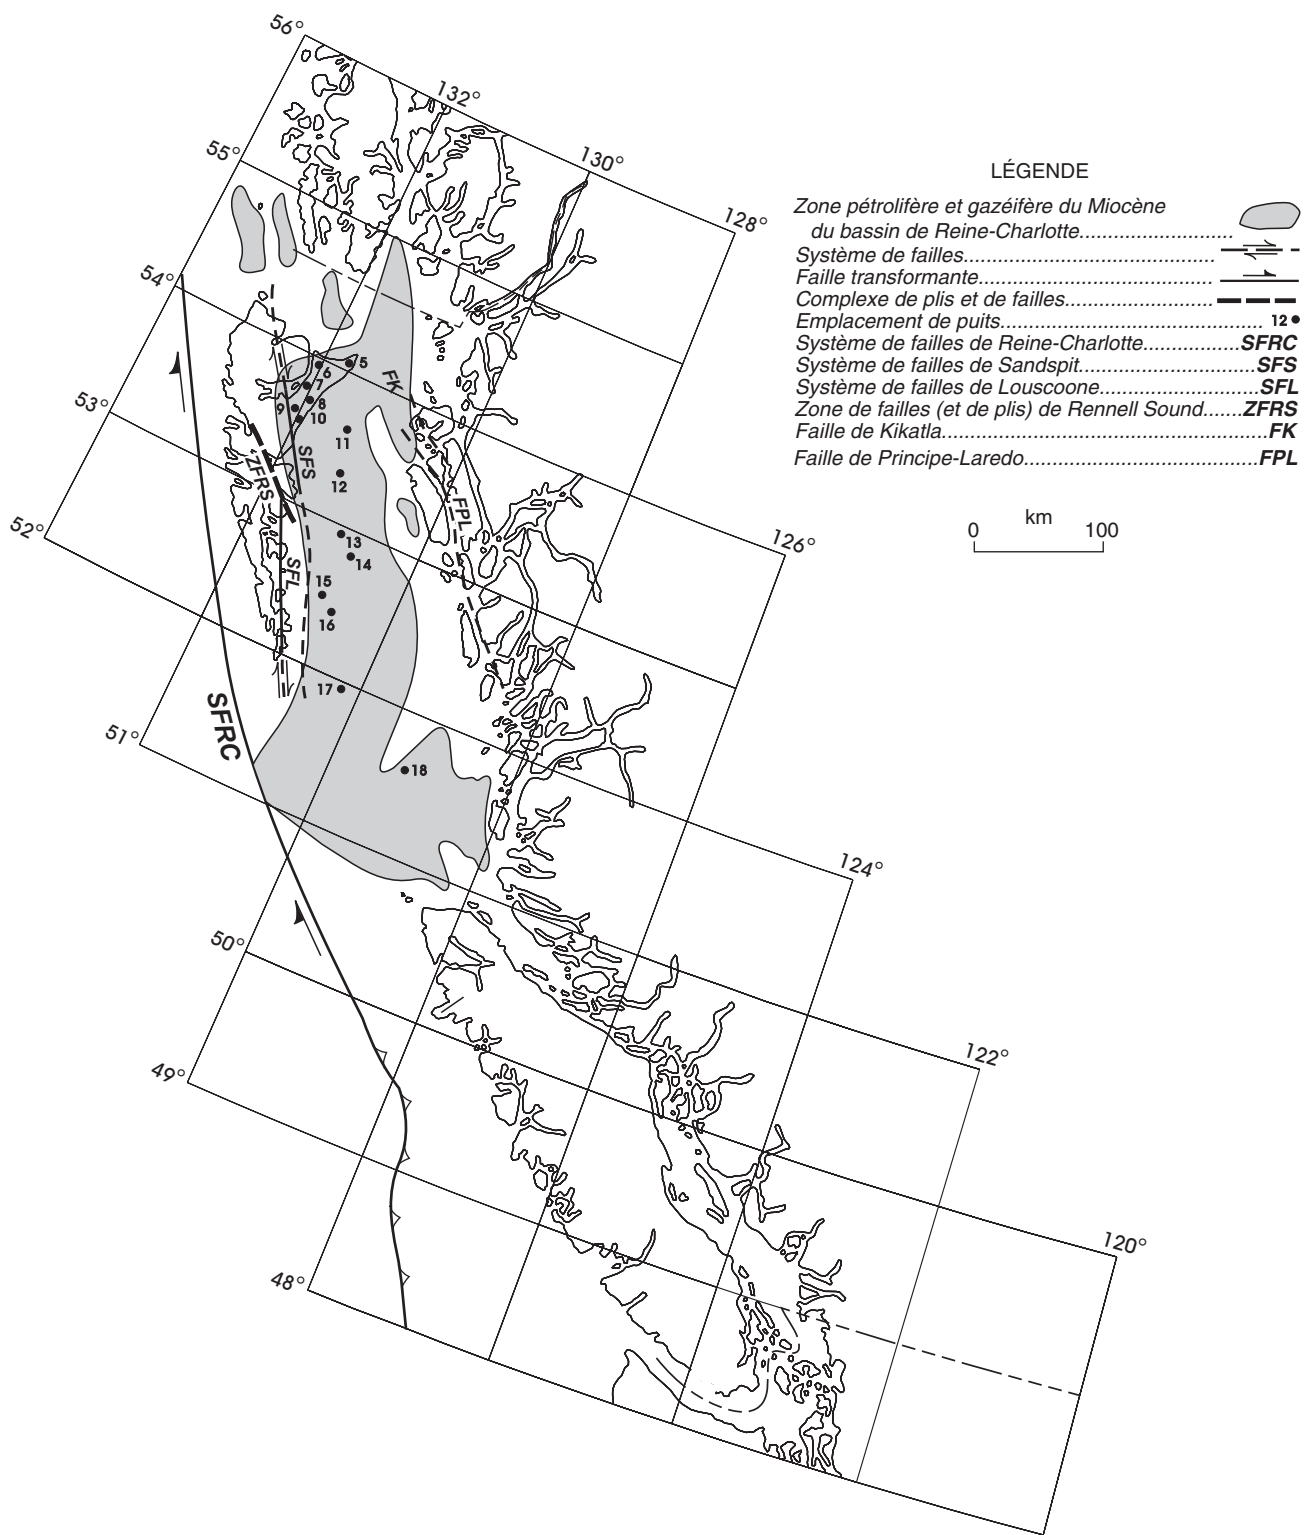 56°
132°
55°
130°
128°
54°
53°
52°
LÉGENDE
Zone pétrolifère et gazéifère du Miocène
du bassin de Reine-Charlotte
Système de failles
Faille transformante
Complexe de plis et de failles
Emplacement de puits 12
Système de failles de Reine-Charlotte SFRC
Système de failles de Sandspit SFS
Système de failles de Louscoone SFL
Zone de failles (et de plis) de Rennell Sound ZFRS
Faille de Kikatla FK
Faille de Principe-Laredo FPL
km
0 100
5
6
7
8
9
10
FK
11
SFS
ZFRS
12
FPL
13
14
SFL
15
16
17
18
SFRC
126°
51°
124°
50°
122°
49°
120°
48°